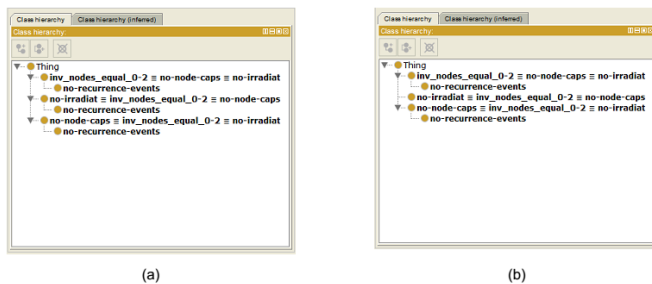 Class hierarchy Class hierarchy (inferred)
Class hierarchy:
Thing
inv_nodes_equal_0-2 ≡ no-node-caps ≡ no-irradiat
no-recurrence-events
no-irradiat ≡ inv_nodes_equal_0-2 ≡ no-node-caps
no-recurrence-events
no-node-caps ≡ inv_nodes_equal_0-2 ≡ no-irradiat
no-recurrence-events
(a)
Class hierarchy Class hierarchy (inferred)
Class hierarchy:
Thing
inv_nodes_equal_0-2 ≡ no-node-caps ≡ no-irradiat
no-recurrence-events
no-irradiat ≡ inv_nodes_equal_0-2 ≡ no-node-caps
no-node-caps ≡ inv_nodes_equal_0-2 ≡ no-irradiat
no-recurrence-events
(b)